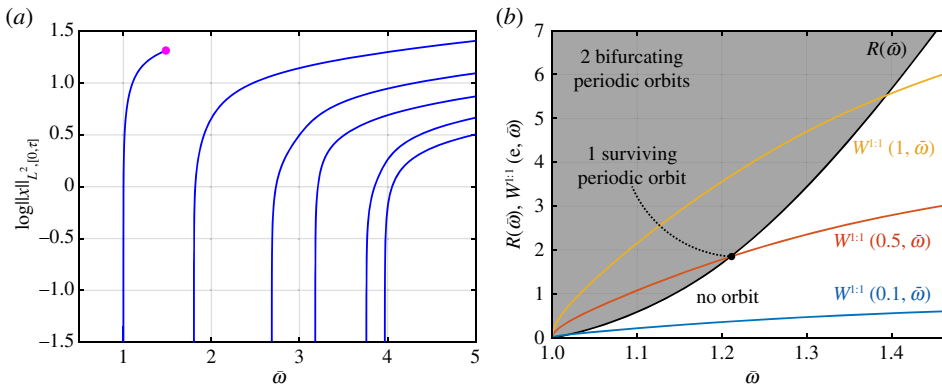 (a)
1.5
1.0
0.5
0
−0.5
−1.0
−1.5
log||x||L²,[0,τ]
1
2
3
4
5
ω̄
(b)
7
6
5
4
3
2
1
0
R(ω̄), W¹:¹ (e, ω̄)
2 bifurcating
periodic orbits
R(ω̄)
W¹:¹ (1, ω̄)
1 surviving
periodic orbit
W¹:¹ (0.5, ω̄)
no orbit
W¹:¹ (0.1, ω̄)
1.0
1.1
1.2
1.3
1.4
ω̄